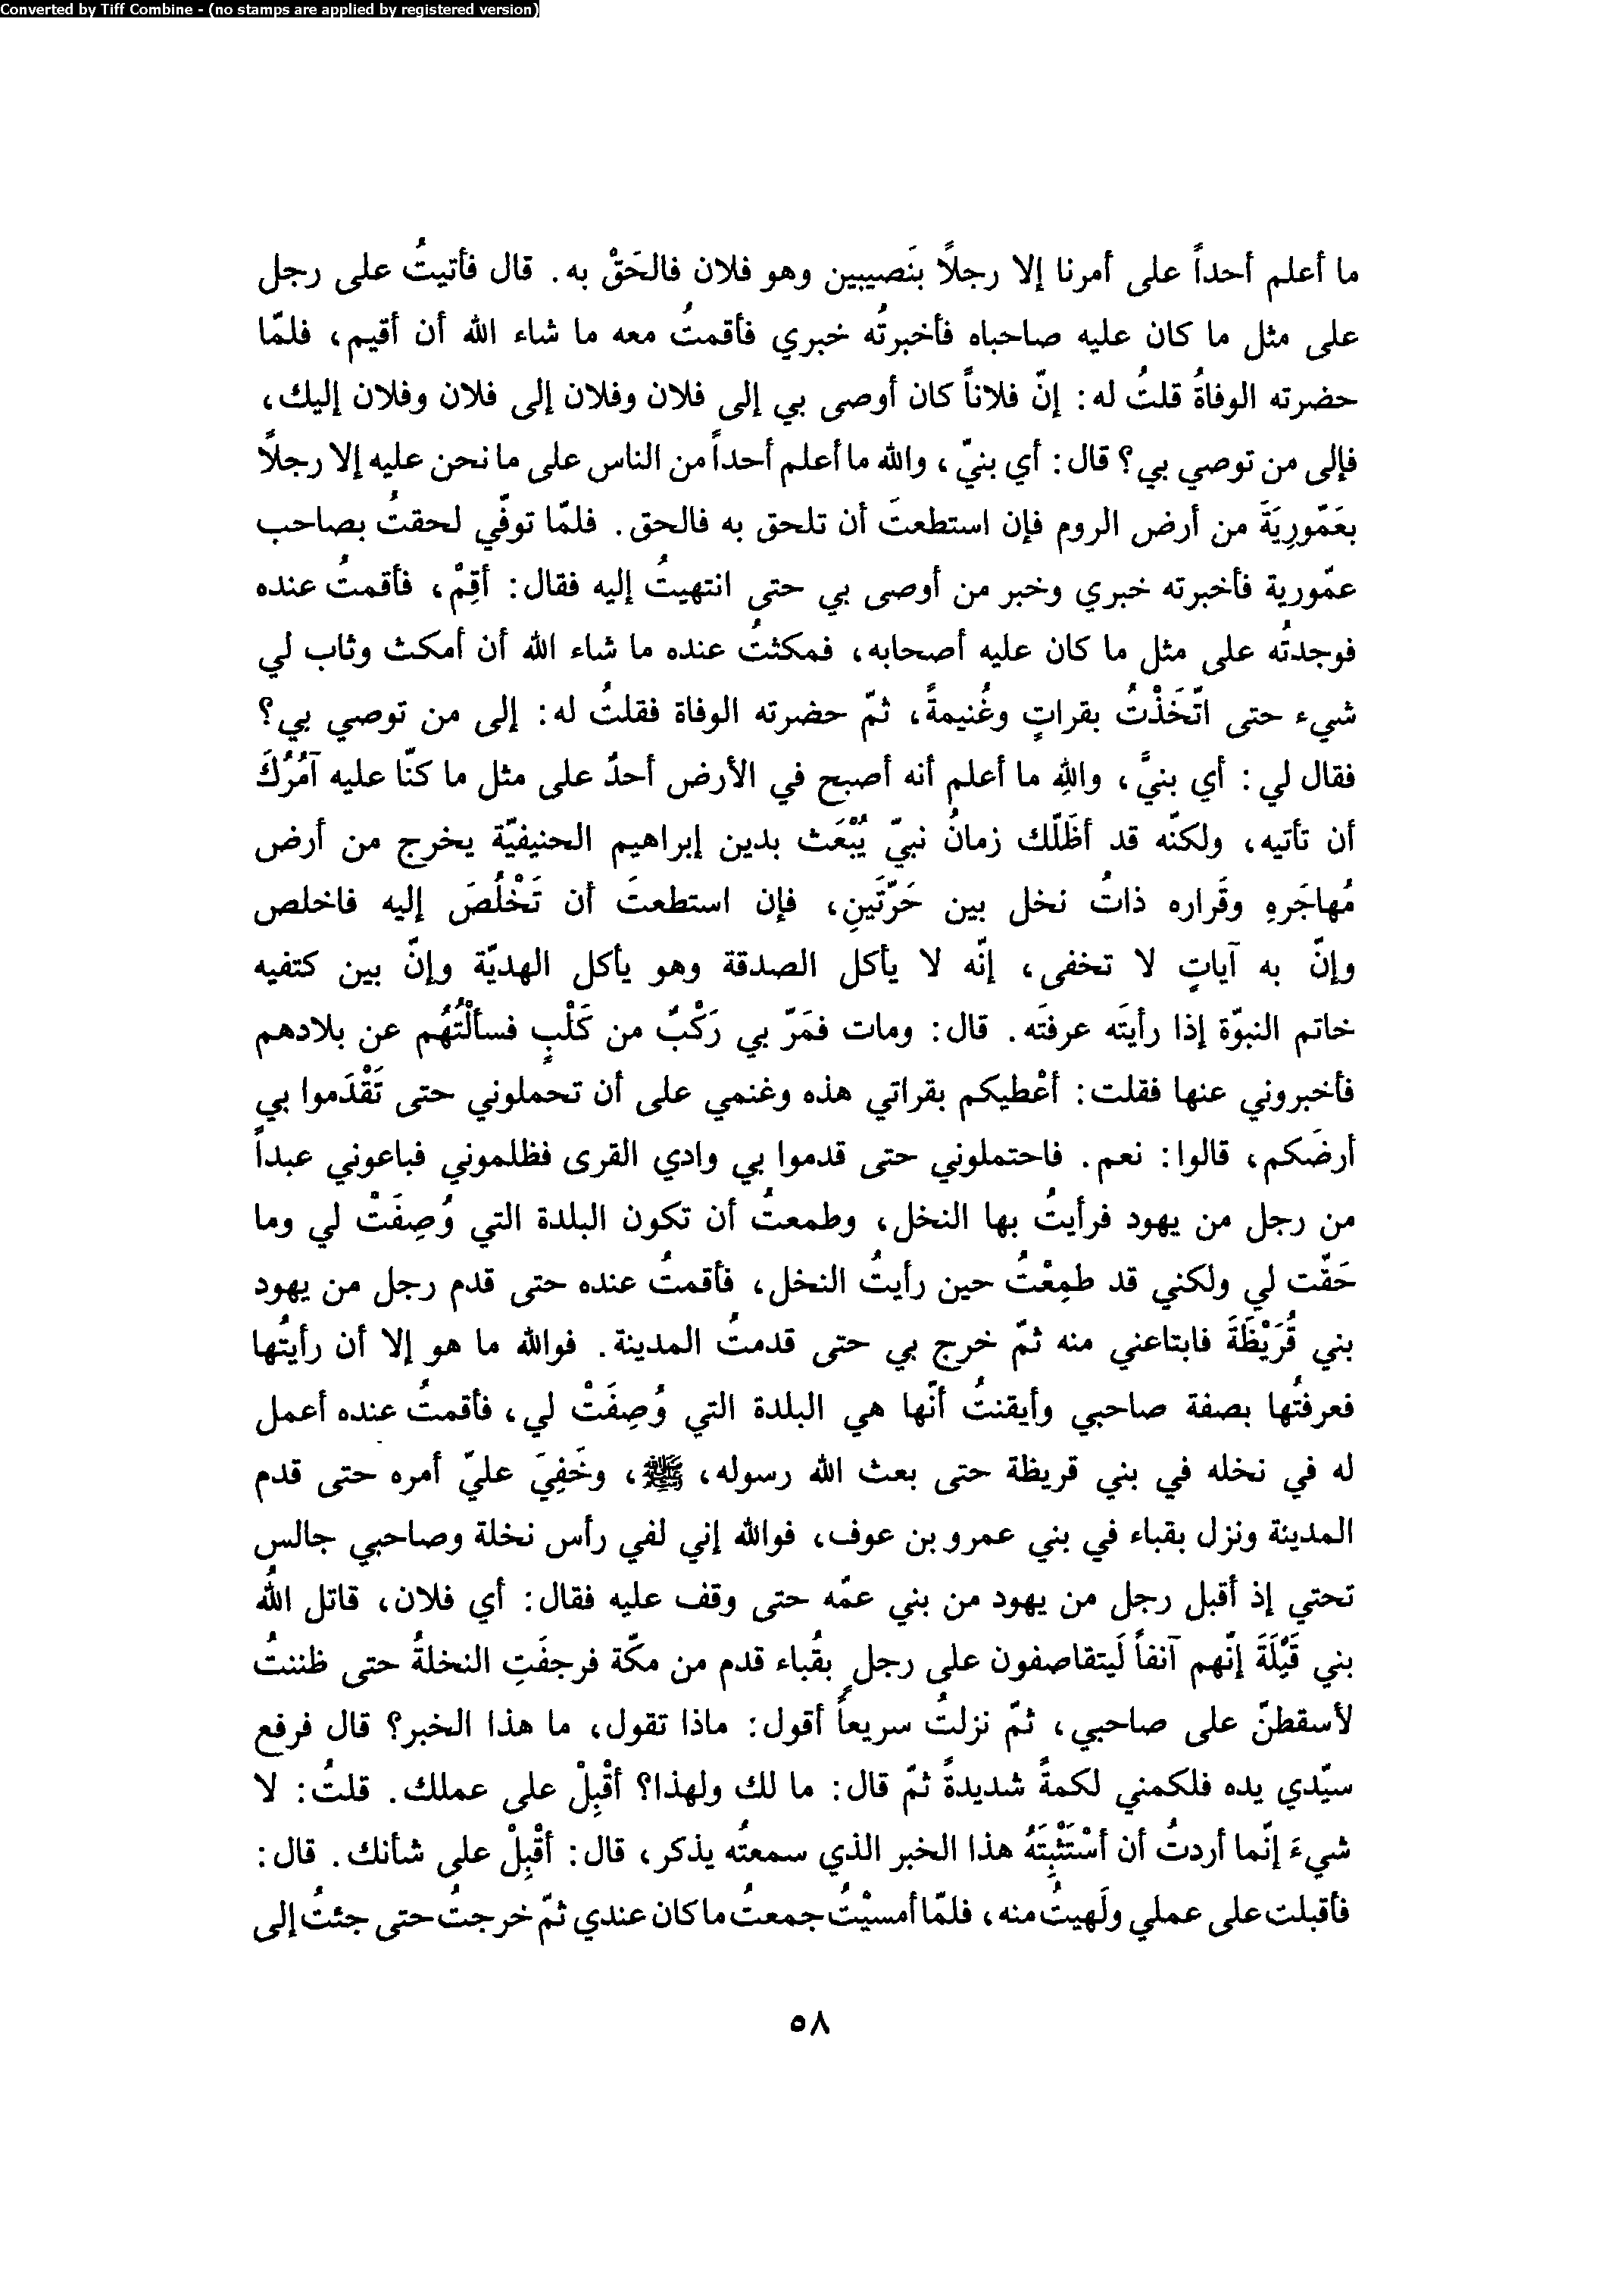 Converted by Tiff Combine - (no stamps are applied by registered version)
ما أعلم أحداً على أمرنا إلا رجلاً بنَصيبين وهو فلان فالحَقْ به. قال فأتيتُ على رجل
على مثل ما كان عليه صاحباه فأخبرتُه خبري فأقمتُ معه ما شاء الله أن أقيم، فلمّا
حضرته الوفاةُ قلتُ له: إنّ فلاناً كان أوصى بي إلى فلان وفلان إلى فلان وفلان إليك،
فإلى من توصي بي؟ قال: أي بنيّ، والله ما أعلم أحداً من الناس على ما نحن عليه إلا رجلاً
بعَمّورِيَةَ من أرض الروم فإن استطعتَ أن تلحق به فالحق. فلمّا توفّي لحقتُ بصاحب
عمّورية فأخبرته خبري وخبر من أوصى بي حتى انتهيتُ إليه فقال: أقِمْ، فأقمتُ عنده
فوجدتُه على مثل ما كان عليه أصحابه، فمكثتُ عنده ما شاء الله أن أمكث وثاب لي
شيء حتى اتّخَذْتُ بقراتٍ وغُنيمةً، ثمّ حضرته الوفاة فقلتُ له: إلى من توصي بي؟
فقال لي: أي بنيَّ، واللهِ ما أعلم أنه أصبح في الأرض أحدٌ على مثل ما كنّا عليه آمُرُكَ
أن تأتيه، ولكنّه قد أظَلّك زمانُ نبيّ يُبْعَث بدين إبراهيم الحنيفيّة يخرج من أرض
مُهاجَرهِ وقَراره ذاتُ نخل بين حَرّتَينِ، فإن استطعتَ أن تَخْلُصَ إليه فاخلص
وإنّ به آياتٍ لا تخفى، إنّه لا يأكل الصدقة وهو يأكل الهديّة وإنّ بين كتفيه
خاتم النبوّة إذا رأيتَه عرفتَه. قال: ومات فمَرّ بي رَكْبٌ من كَلْبٍ فسألْتُهُم عن بلادهم
فأخبروني عنها فقلت: أعْطيكم بقراتي هذه وغنمي على أن تحملوني حتى تَقْدَموا بي
أرضَكم، قالوا: نعم. فاحتملوني حتى قدموا بي وادي القرى فظلموني فباعوني عبداً
من رجل من يهود فرأيتُ بها النخل، وطمعتُ أن تكون البلدة التي وُصِفَتْ لي وما
حَقّت لي ولكني قد طمِعْتُ حين رأيتُ النخل، فأقمتُ عنده حتى قدم رجل من يهود
بني قُرَيْظَةَ فابتاعني منه ثمّ خرج بي حتى قدمتُ المدينة. فوالله ما هو إلا أن رأيتُها
فعرفتُها بصفة صاحبي وأيقنتُ أنّها هي البلدة التي وُصِفَتْ لي، فأقمتُ عنده أعمل
له في نخله في بني قريظة حتى بعث الله رسوله، ﷺ، وخَفِيَ عليّ أمره حتى قدم
المدينة ونزل بقباء في بني عمرو بن عوف، فوالله إني لفي رأس نخلة وصاحبي جالس
تحتي إذ أقبل رجل من يهود من بني عمّه حتى وقف عليه فقال: أي فلان، قاتل اللهُ
بني قَيْلَةَ إنّهم آنفاً لَيتقاصفون على رجلٍ بقُباء قدم من مكّة فرجفَتِ النخلةُ حتى ظننتُ
لأسقطنّ على صاحبي، ثمّ نزلتُ سريعاً أقول: ماذا تقول، ما هذا الخبر؟ قال فرفع
سيّدي يده فلكمني لكمةً شديدةً ثمّ قال: ما لك ولهذا؟ أقْبِلْ على عملك. قلتُ: لا
شيءَ إنّما أردتُ أن أسْتَثْبِتَهُ هذا الخبر الذي سمعتُه يذكر، قال: أقْبِلْ على شأنك. قال:
فأقبلت على عملي ولَهيتُ منه، فلمّا أمسيْتُ جمعتُ ما كان عندي ثمّ خرجتُ حتى جئتُ إلى
٥٨